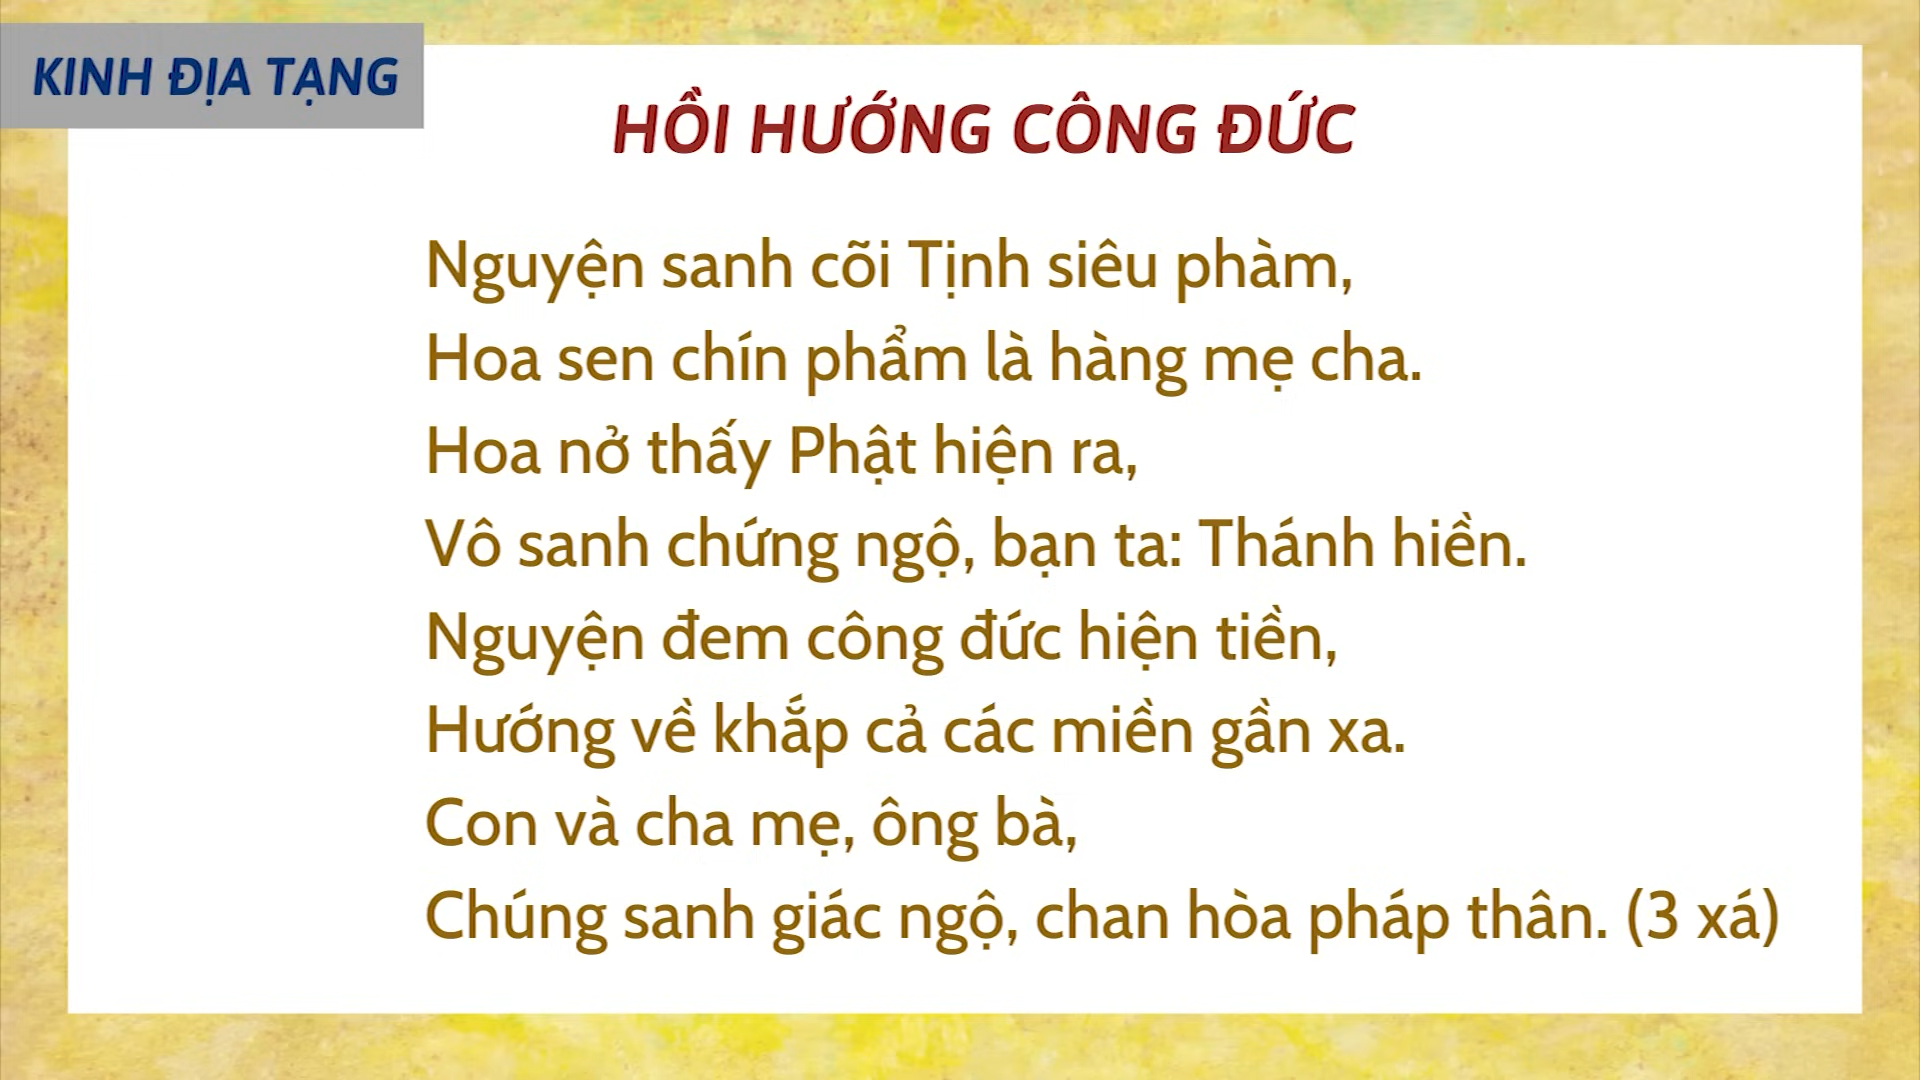 KINH ĐỊA TẠNG
HỒI HƯỚNG CÔNG ĐỨC
Nguyện sanh cõi Tịnh siêu phàm,
Hoa sen chín phẩm là hàng mẹ cha.
Hoa nở thấy Phật hiện ra,
Vô sanh chứng ngộ, bạn ta: Thánh hiền.
Nguyện đem công đức hiện tiền,
Hướng về khắp cả các miền gần xa.
Con và cha mẹ, ông bà,
Chúng sanh giác ngộ, chan hòa pháp thân. (3 xá)